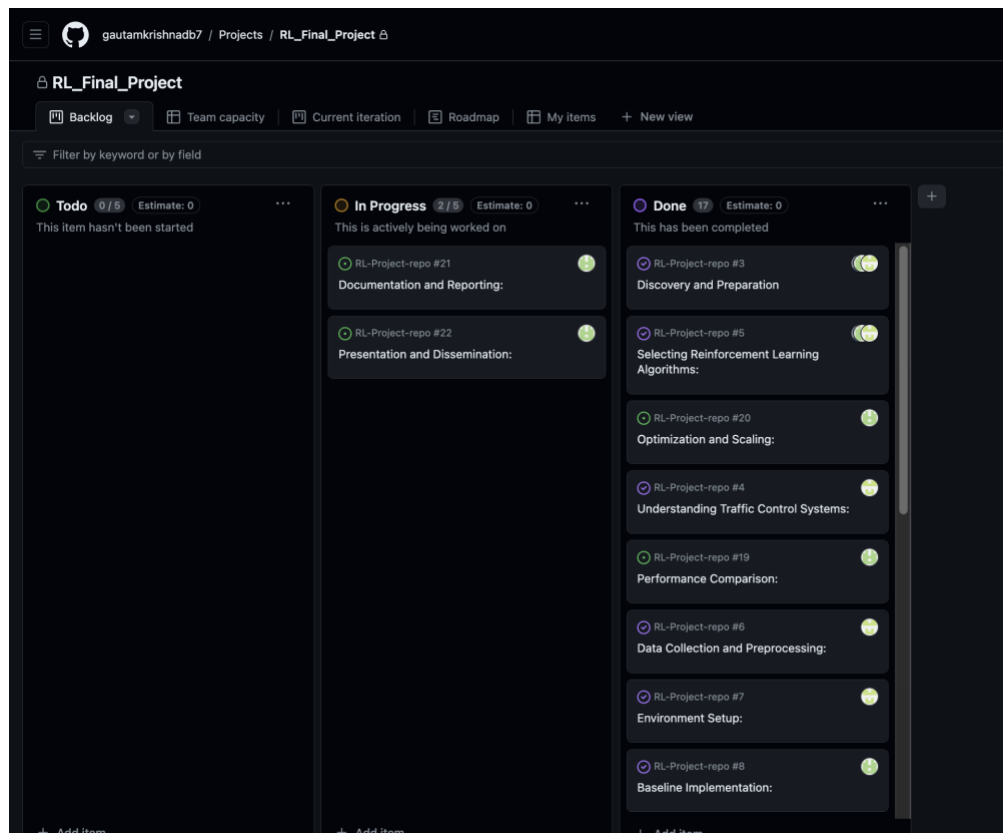 gautamkrishnadb7 / Projects / RL_Final_Project
RL_Final_Project
Backlog Team capacity Current iteration Roadmap My items + New view
Filter by keyword or by field
Todo 0 / 5 Estimate: 0 ...
This item hasn't been started
In Progress 2 / 5 Estimate: 0 ...
This is actively being worked on
RL-Project-repo #21
Documentation and Reporting:
RL-Project-repo #22
Presentation and Dissemination:
Done 17 Estimate: 0 ...
This has been completed
RL-Project-repo #3
Discovery and Preparation
RL-Project-repo #5
Selecting Reinforcement Learning
Algorithms:
RL-Project-repo #20
Optimization and Scaling:
RL-Project-repo #4
Understanding Traffic Control Systems:
RL-Project-repo #19
Performance Comparison:
RL-Project-repo #6
Data Collection and Preprocessing:
RL-Project-repo #7
Environment Setup:
RL-Project-repo #8
Baseline Implementation:
+ Add item + Add item + Add item